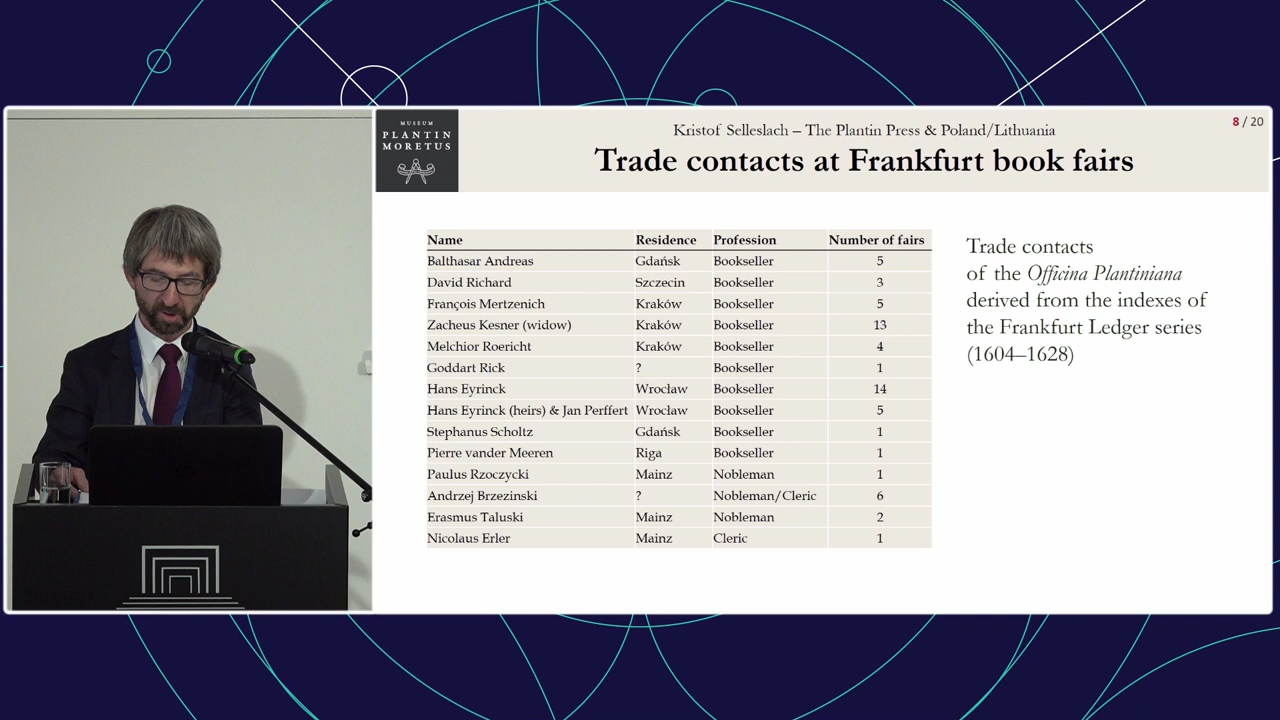 MUSEUM
PLANTIN
MORETUS
Kristof Selleslach – The Plantin Press & Poland/Lithuania
8 / 20
Trade contacts at Frankfurt book fairs
Name Residence Profession Number of fairs
Balthasar Andreas Gdańsk Bookseller 5
David Richard Szczecin Bookseller 3
François Mertzenich Kraków Bookseller 5
Zacheus Kesner (widow) Kraków Bookseller 13
Melchior Roericht Kraków Bookseller 4
Goddart Rick ? Bookseller 1
Hans Eyrinck Wrocław Bookseller 14
Hans Eyrinck (heirs) & Jan Perffert Wrocław Bookseller 5
Stephanus Scholtz Gdańsk Bookseller 1
Pierre vander Meeren Riga Bookseller 1
Paulus Rzoczycki Mainz Nobleman 1
Andrzej Brzezinski ? Nobleman/Cleric 6
Erasmus Taluski Mainz Nobleman 2
Nicolaus Erler Mainz Cleric 1
Trade contacts
of the Officina Plantiniana
derived from the indexes of
the Frankfurt Ledger series
(1604–1628)